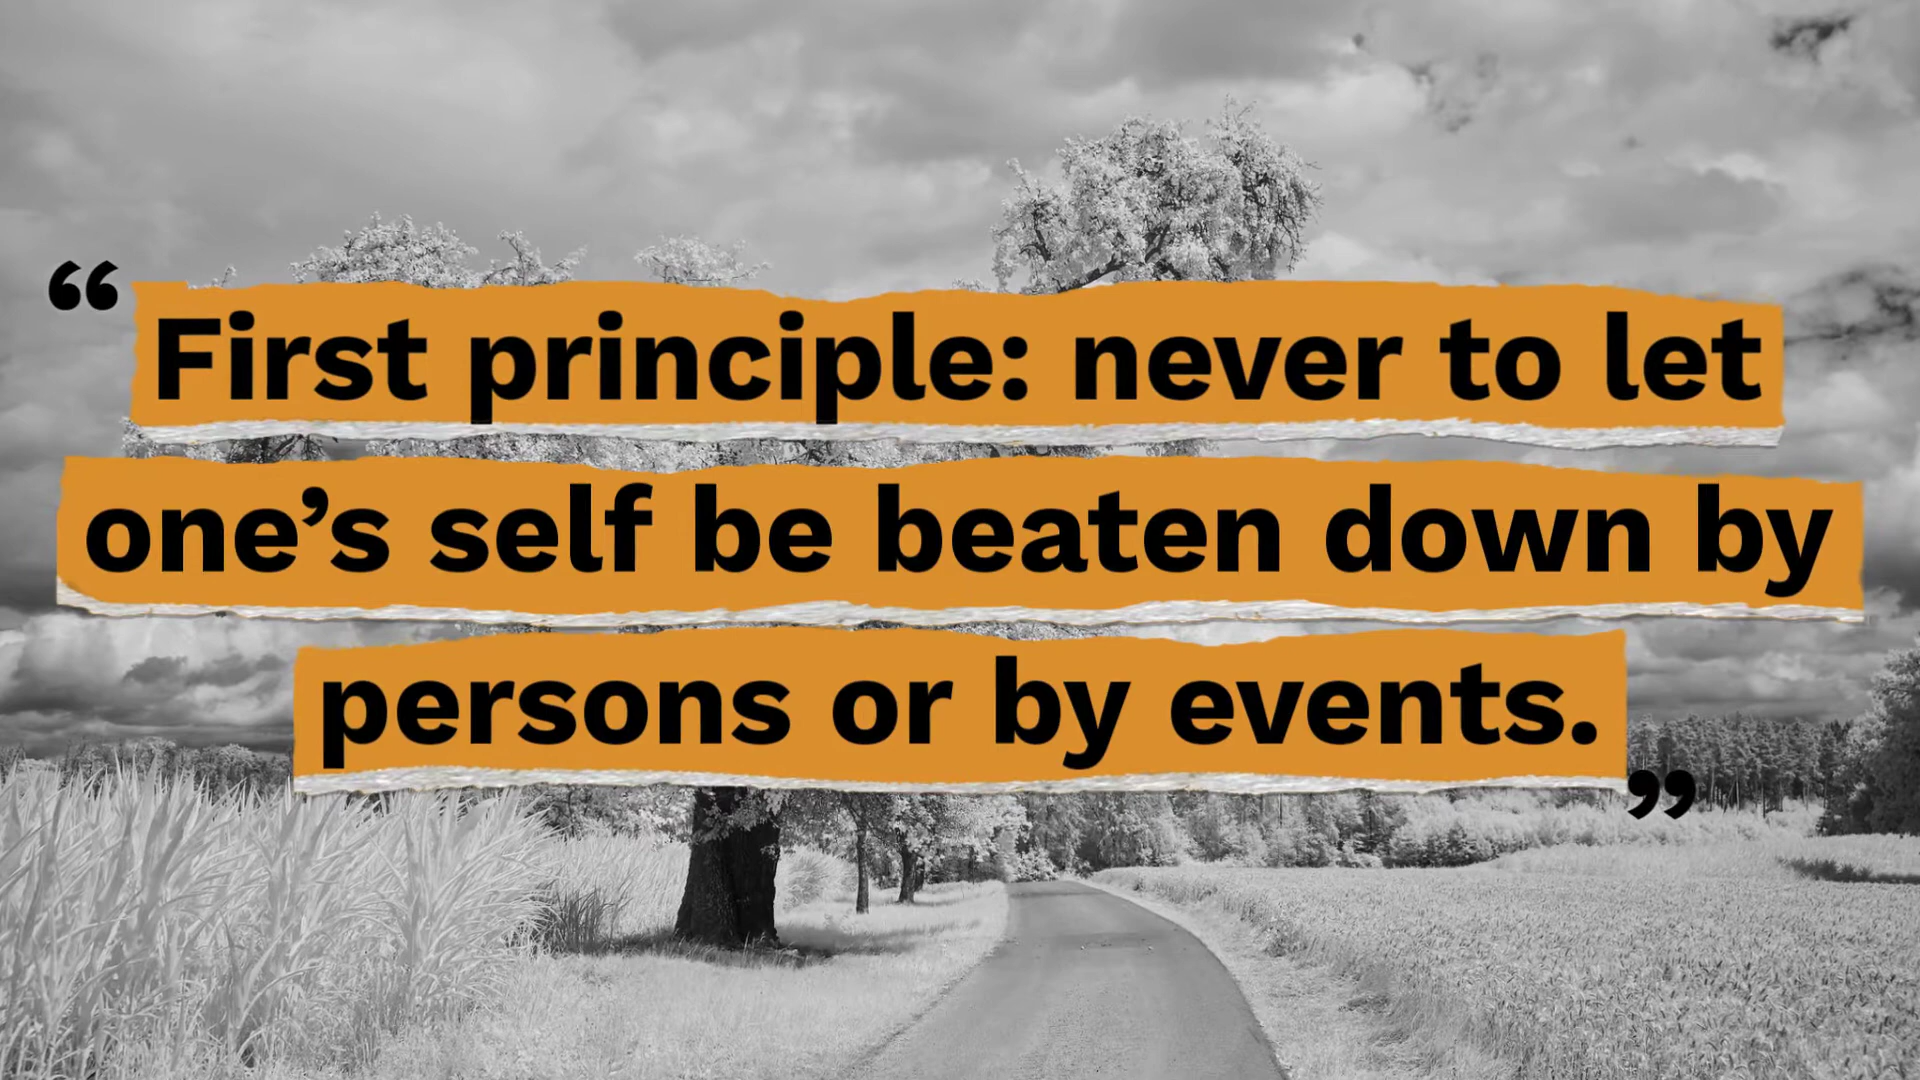 “First principle: never to let
one’s self be beaten down by
persons or by events.”